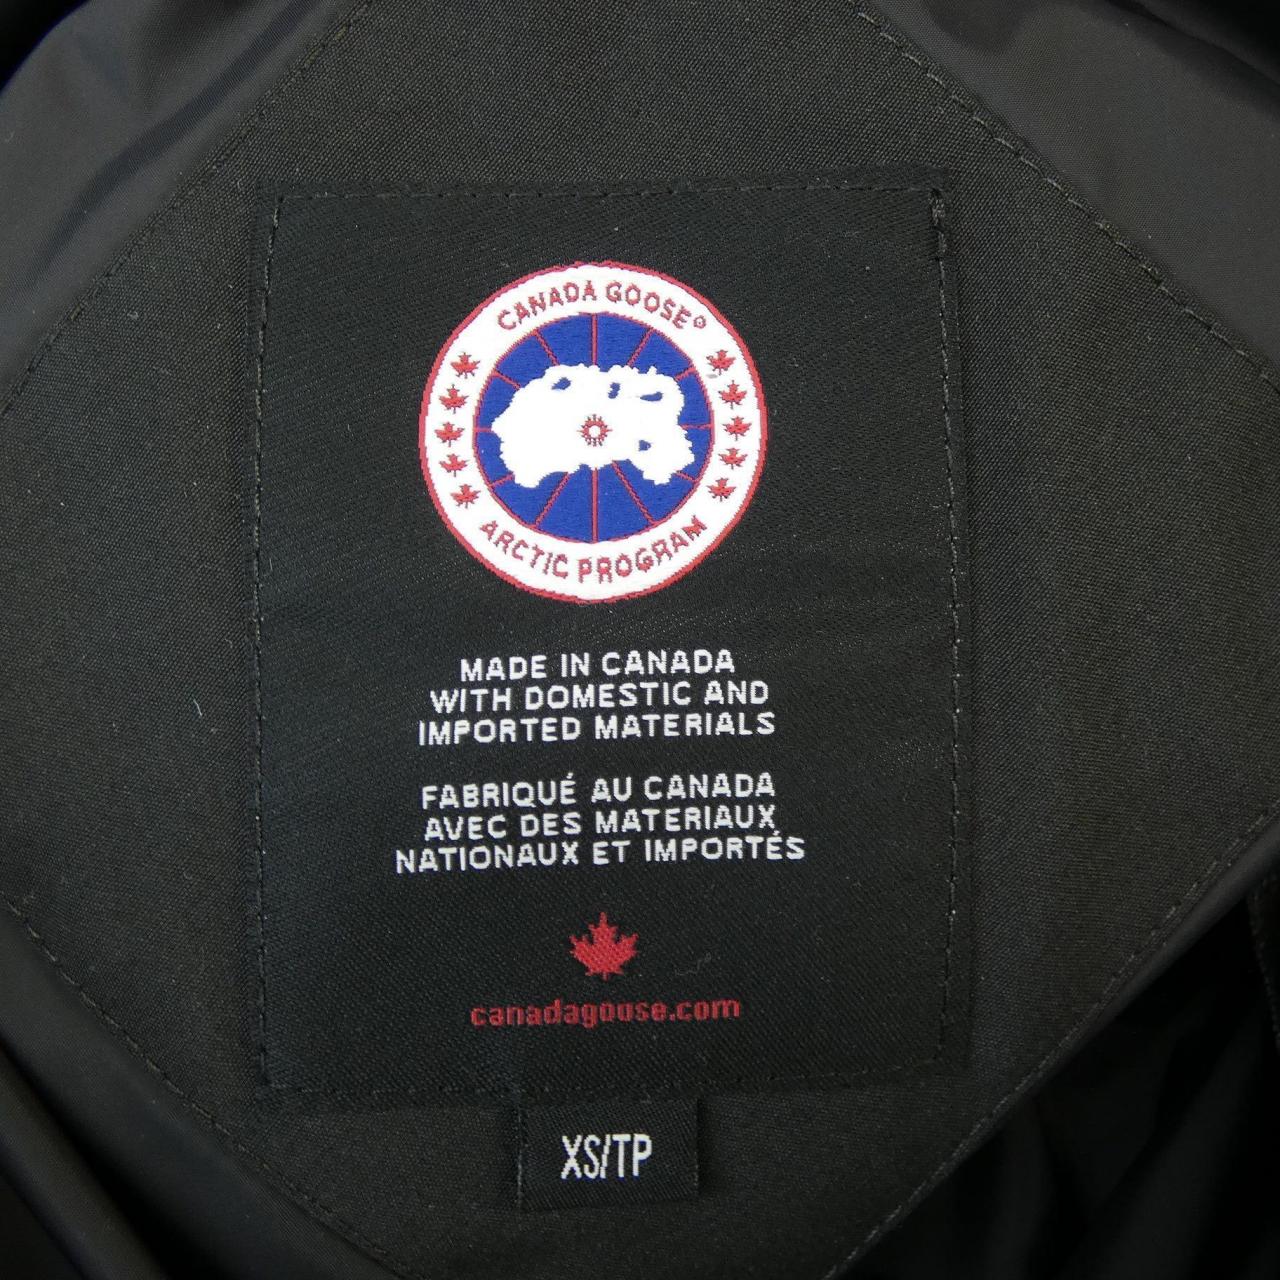 CANADA GOOSE®
ARCTIC PROGRAM
MADE IN CANADA
WITH DOMESTIC AND
IMPORTED MATERIALS
FABRIQUÉ AU CANADA
AVEC DES MATERIAUX
NATIONAUX ET IMPORTÉS
canadagoose.com
XS/TP